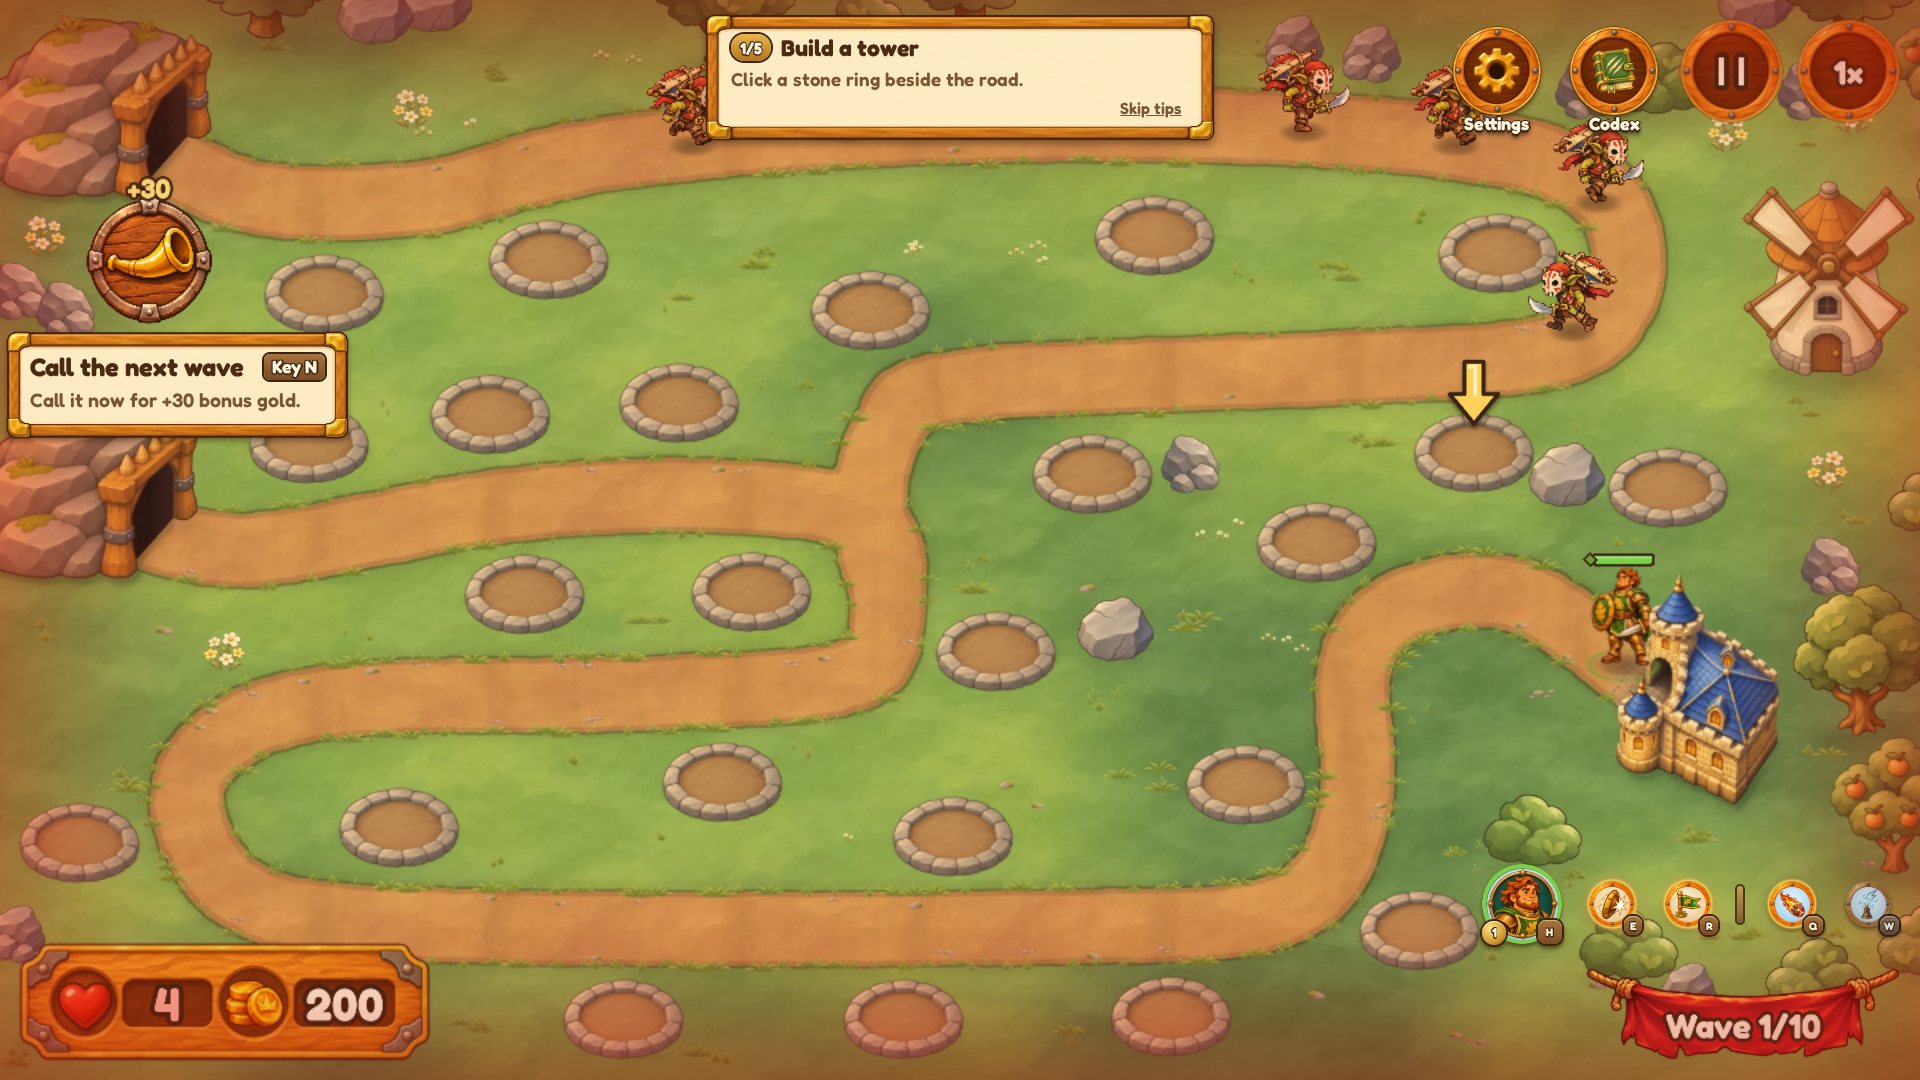 1/5 Build a tower
Click a stone ring beside the road.
Skip tips
Settings
Codex
1x
+30
Call the next wave Key N
Call it now for +30 bonus gold.
1
H
E
R
Q
W
4
200
Wave 1/10